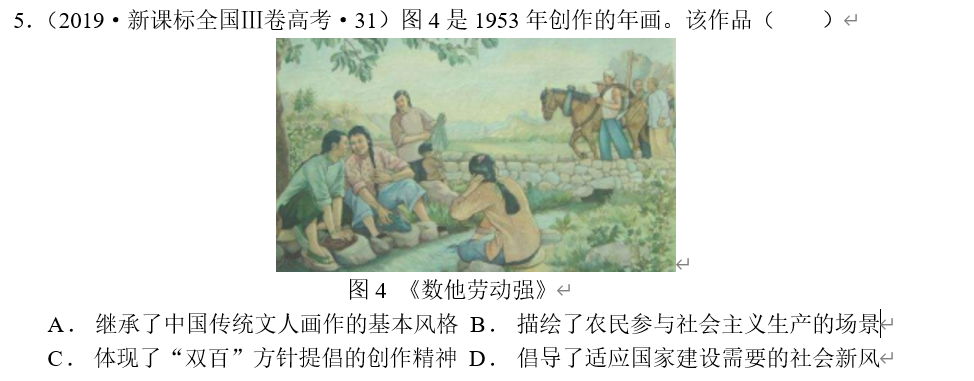 5.（2019·新课标全国Ⅲ卷高考·31）图 4 是 1953 年创作的年画。该作品（　　）
图 4 《数他劳动强》
A． 继承了中国传统文人画作的基本风格 B． 描绘了农民参与社会主义生产的场景
C． 体现了“双百”方针提倡的创作精神 D． 倡导了适应国家建设需要的社会新风